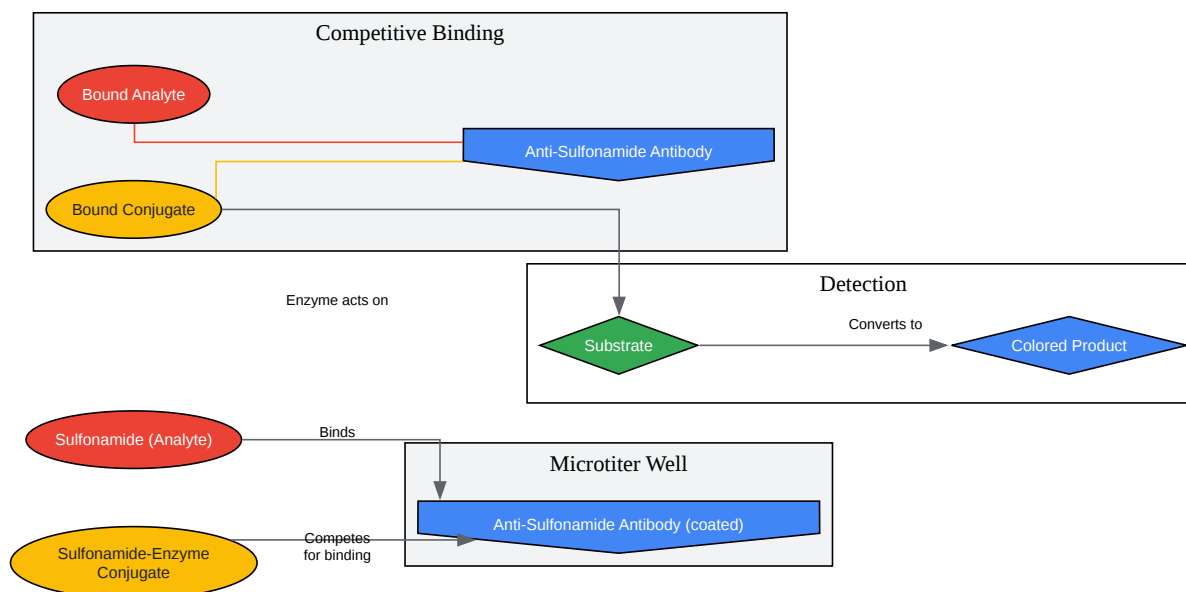 Competitive Binding
Bound Analyte
Anti-Sulfonamide Antibody
Bound Conjugate
Detection
Enzyme acts on
Converts to
Substrate
Colored Product
Sulfonamide (Analyte)
Binds
Microtiter Well
Anti-Sulfonamide Antibody (coated)
Competes
for binding
Sulfonamide-Enzyme
Conjugate